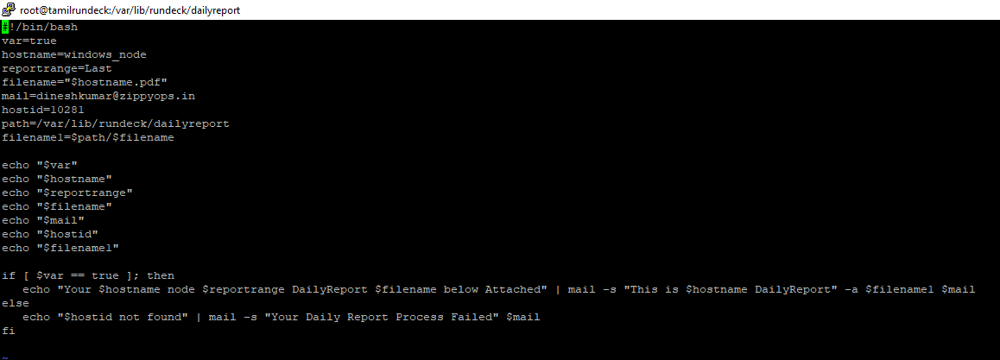 root@tamilrundeck:/var/lib/rundeck/dailyreport
#!/bin/bash
var=true
hostname=windows_node
reportrange=Last
filename="$hostname.pdf"
mail=dineshkumar@zippyops.in
hostid=10281
path=/var/lib/rundeck/dailyreport
filename1=$path/$filename
echo "$var"
echo "$hostname"
echo "$reportrange"
echo "$filename"
echo "$mail"
echo "$hostid"
echo "$filename1"
if [ $var == true ]; then
echo "Your $hostname node $reportrange DailyReport $filename below Attached" | mail -s "This is $hostname DailyReport" -a $filename1 $mail
else
echo "$hostid not found" | mail -s "Your Daily Report Process Failed" $mail
fi
~